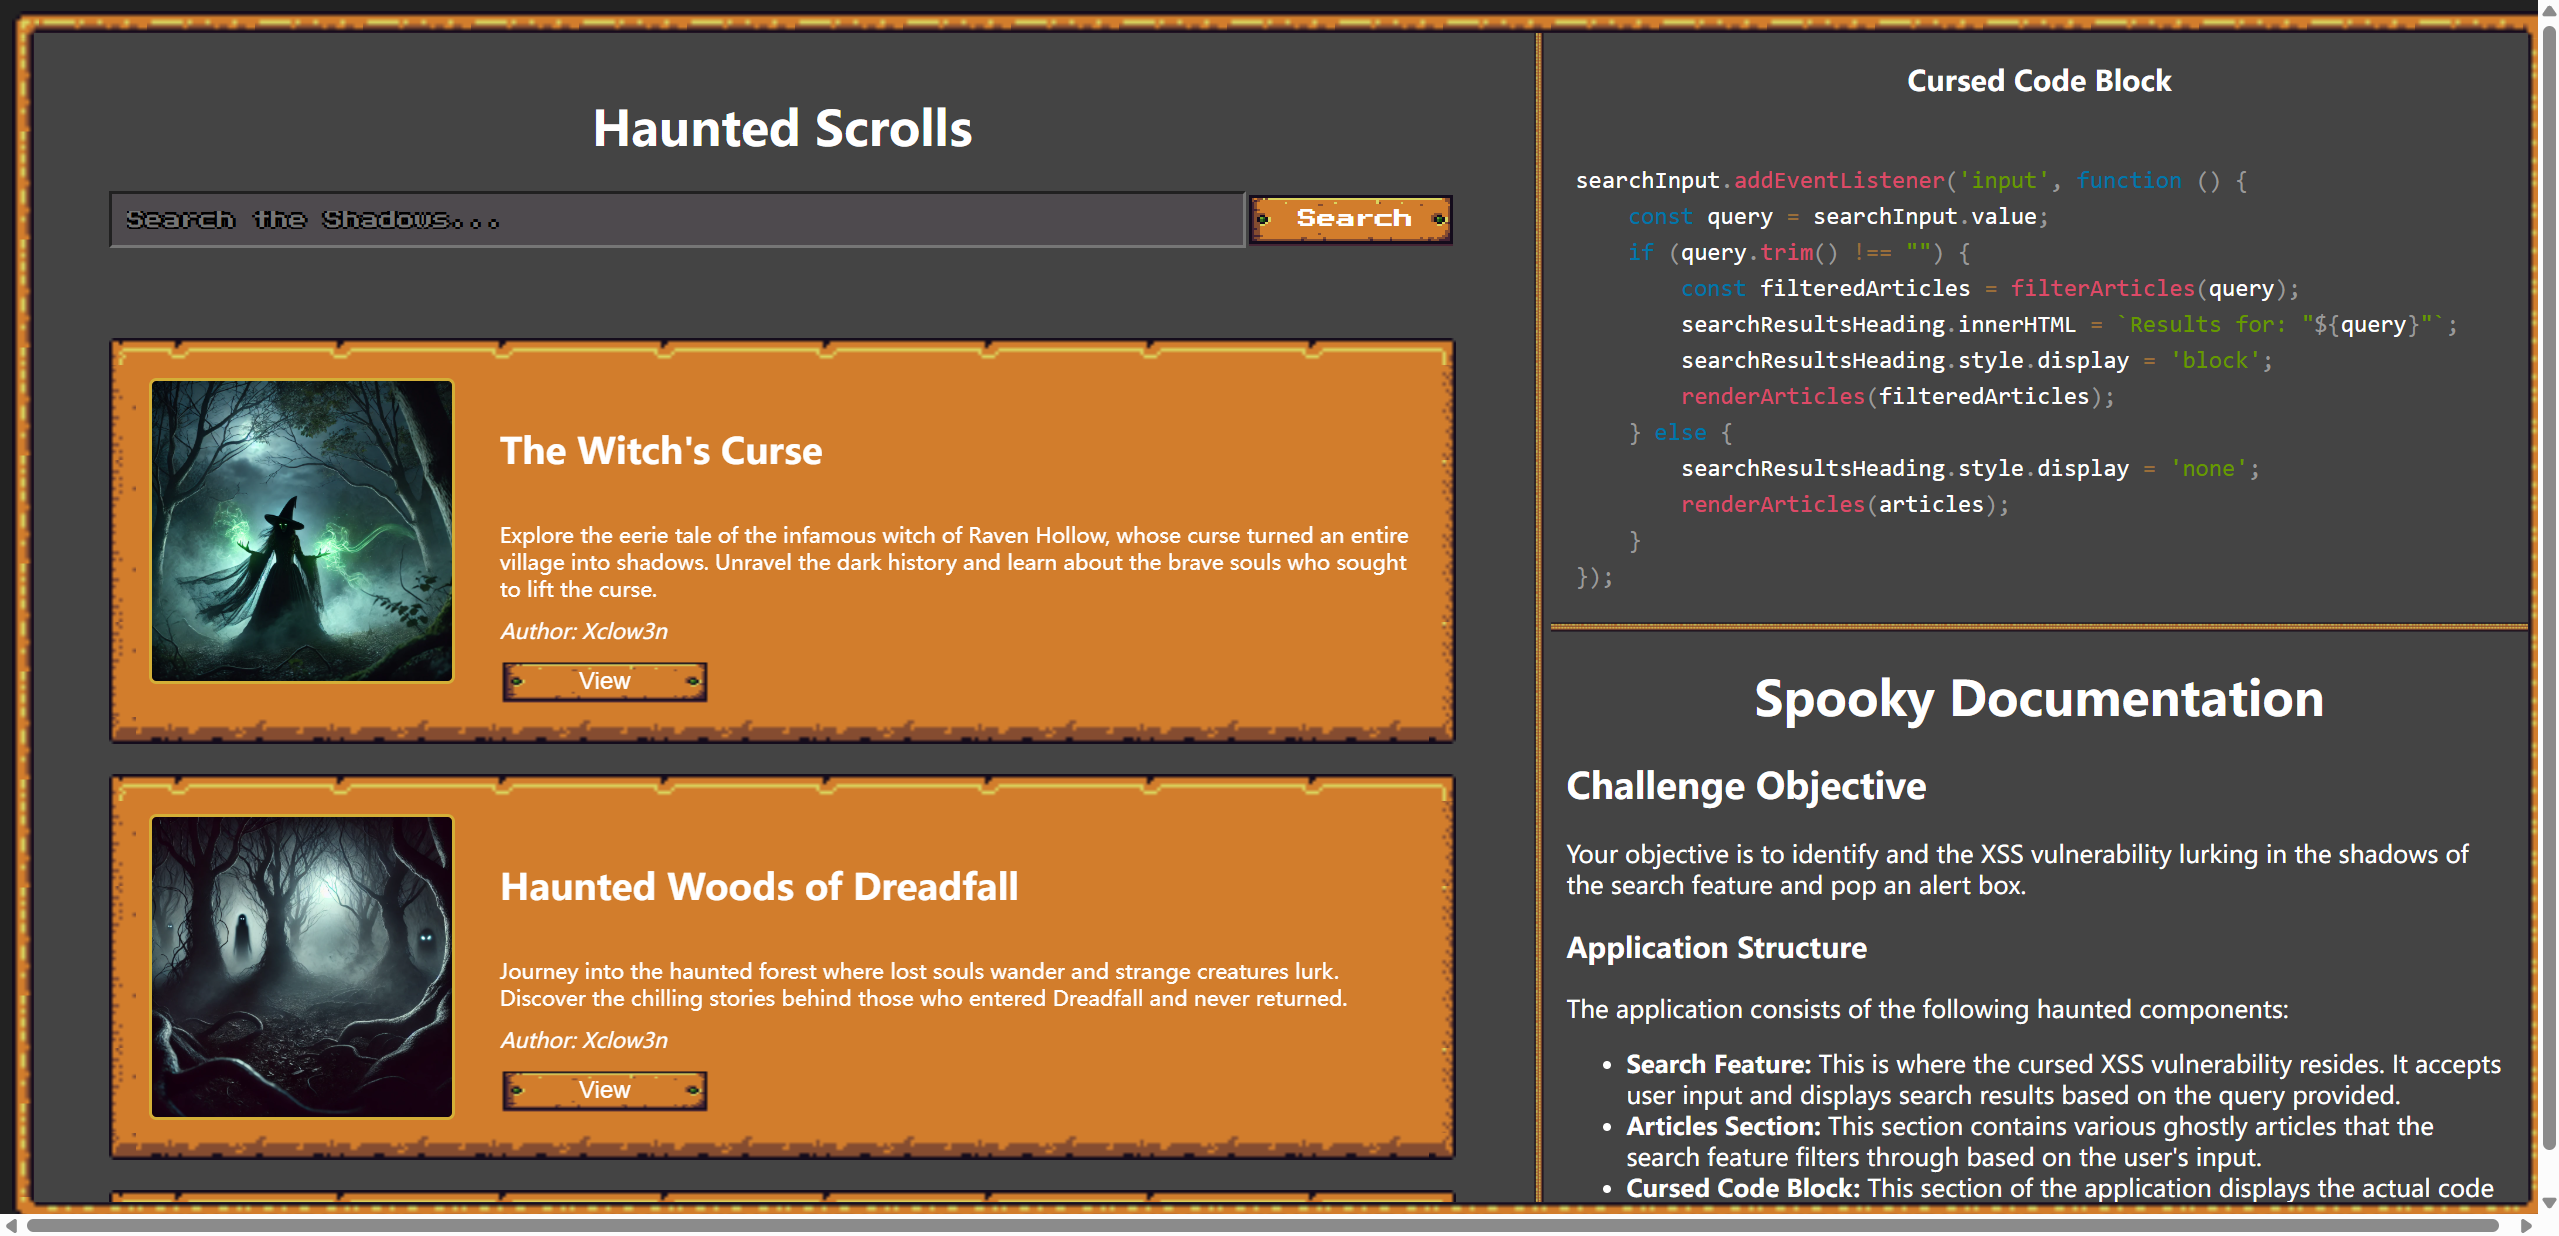 Haunted Scrolls
Search the Shadows...
Search
The Witch's Curse
Explore the eerie tale of the infamous witch of Raven Hollow, whose curse turned an entire
village into shadows. Unravel the dark history and learn about the brave souls who sought
to lift the curse.
Author: Xclow3n
View
Haunted Woods of Dreadfall
Journey into the haunted forest where lost souls wander and strange creatures lurk.
Discover the chilling stories behind those who entered Dreadfall and never returned.
Author: Xclow3n
View
Cursed Code Block
searchInput.addEventListener('input', function () {
    const query = searchInput.value;
    if (query.trim() !== "") {
        const filteredArticles = filterArticles(query);
        searchResultsHeading.innerHTML = `Results for: "${query}"`;
        searchResultsHeading.style.display = 'block';
        renderArticles(filteredArticles);
    } else {
        searchResultsHeading.style.display = 'none';
        renderArticles(articles);
    }
});
Spooky Documentation
Challenge Objective
Your objective is to identify and the XSS vulnerability lurking in the shadows of
the search feature and pop an alert box.
Application Structure
The application consists of the following haunted components:
• Search Feature: This is where the cursed XSS vulnerability resides. It accepts
user input and displays search results based on the query provided.
• Articles Section: This section contains various ghostly articles that the
search feature filters through based on the user's input.
• Cursed Code Block: This section of the application displays the actual code